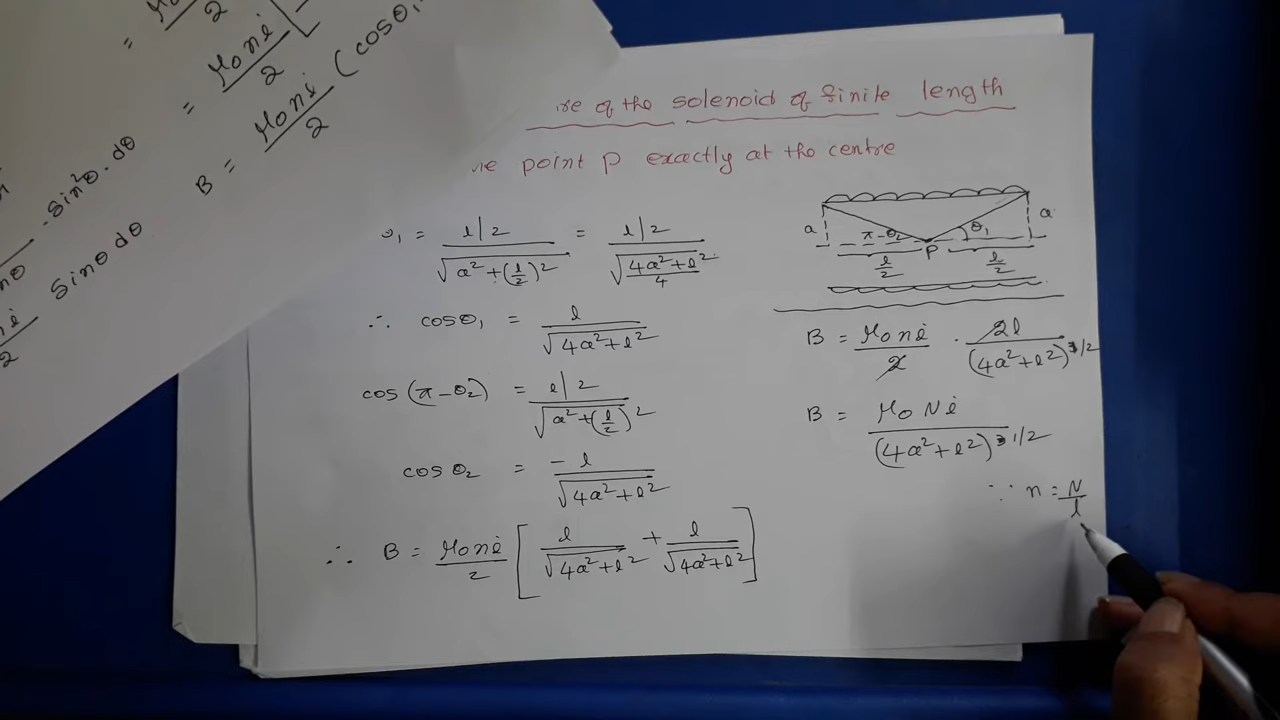 = μ₀ni/2
· sin²θ · dθ = μ₀ni/2 [
sinθ dθ B = μ₀ni/2 (cosθ₁
re of the solenoid of finite length
point P exactly at the centre
θ₁ = l/2 / √(a²+(l/2)²) = l/2 / √((4a²+l²)/4)
∴ cosθ₁ = l / √(4a²+l²)
cos(π-θ₂) = l/2 / √(a²+(l/2)²)
cosθ₂ = -l / √(4a²+l²)
∴ B = μ₀ni/2 [ l/√(4a²+l²) + l/√(4a²+l²) ]
a π-θ₂ P θ₁ a
l/2 l/2
B = μ₀ni/2 · 2l/(4a²+l²)^1/2
B = μ₀Ni/(4a²+l²)^1/2
∵ n = N/l